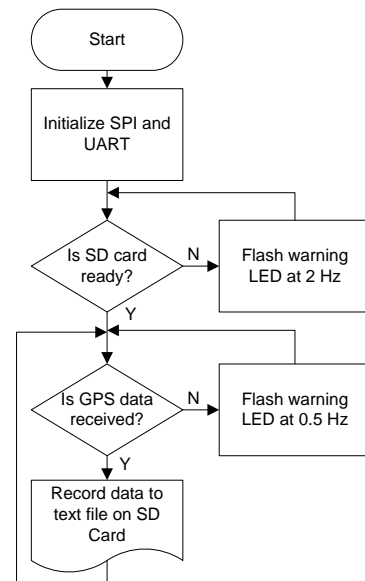 Start
Initialize SPI and
UART
Is SD card
ready?
N
Flash warning
LED at 2 Hz
Y
Is GPS data
received?
N
Flash warning
LED at 0.5 Hz
Y
Record data to
text file on SD
Card